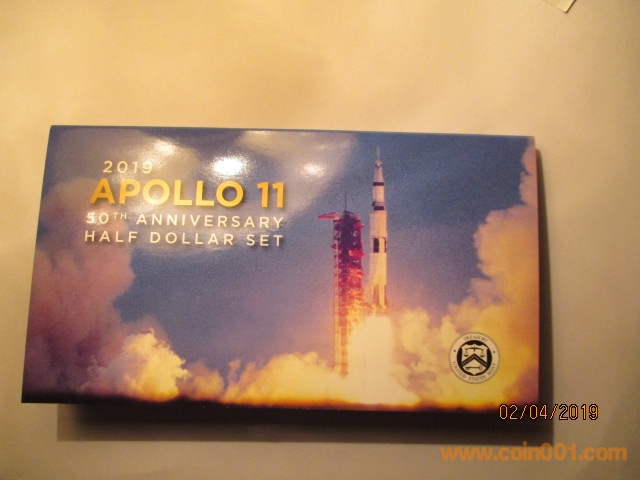 2019
APOLLO 11
50TH ANNIVERSARY
HALF DOLLAR SET
02/04/2019
www.coin001.com